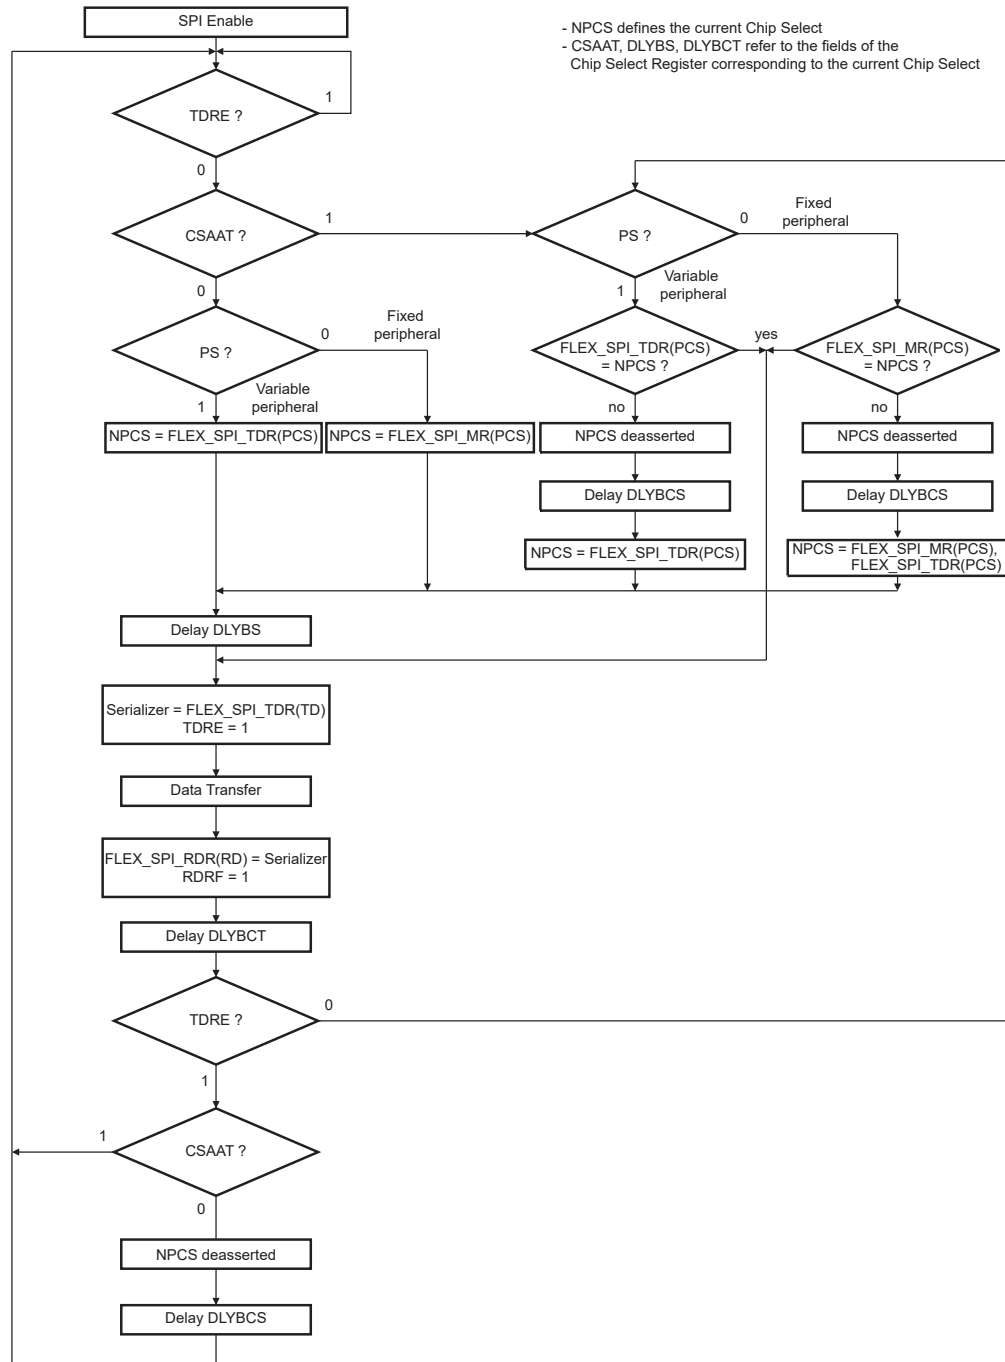 SPI Enable
- NPCS defines the current Chip Select
- CSAAT, DLYBS, DLYBCT refer to the fields of the
Chip Select Register corresponding to the current Chip Select
TDRE ?
1
0
CSAAT ?
1
PS ?
0
Fixed
peripheral
0
1
Variable
peripheral
PS ?
0
Fixed
peripheral
1
Variable
peripheral
FLEX_SPI_TDR(PCS)
= NPCS ?
yes
FLEX_SPI_MR(PCS)
= NPCS ?
no
no
NPCS = FLEX_SPI_TDR(PCS)
NPCS = FLEX_SPI_MR(PCS)
NPCS deasserted
NPCS deasserted
Delay DLYBCS
Delay DLYBCS
NPCS = FLEX_SPI_TDR(PCS)
NPCS = FLEX_SPI_MR(PCS),
FLEX_SPI_TDR(PCS)
Delay DLYBS
Serializer = FLEX_SPI_TDR(TD)
TDRE = 1
Data Transfer
FLEX_SPI_RDR(RD) = Serializer
RDRF = 1
Delay DLYBCT
TDRE ?
0
1
CSAAT ?
1
0
NPCS deasserted
Delay DLYBCS